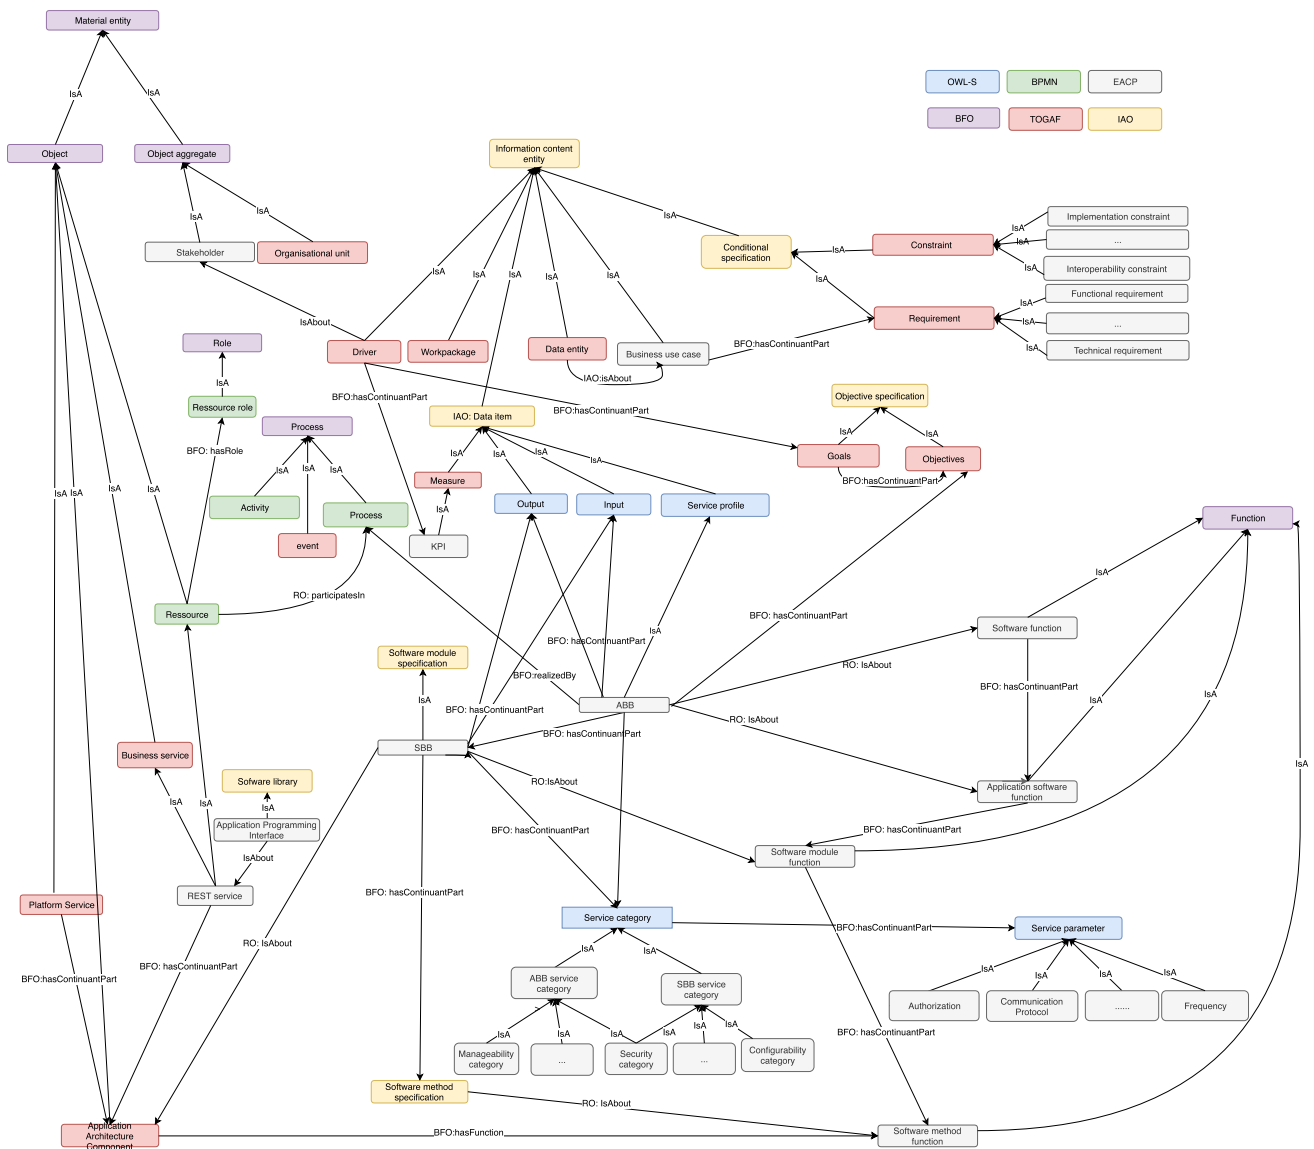 Material entity
IsA
IsA
OWL-S
BPMN
EACP
BFO
TOGAF
IAO
Object
Object aggregate
Information content
entity
IsA
IsA
IsA
Stakeholder
Organisational unit
Conditional
specification
IsA
Constraint
IsA
Implementation constraint
IsA
...
Interoperability constraint
IsA
IsA
IsA
IsA
IsA
IsA
IsA
Functional requirement
IsA
Requirement
IsA
...
IsA
Technical requirement
IsAbout
Role
Driver
Workpackage
Data entity
Business use case
BFO:hasContinuantPart
IAO:isAbout
IsA
BFO:hasContinuantPart
Objective specification
Ressource role
IAO: Data item
BFO:hasContinuantPart
Process
IsA
IsA
BFO: hasRole
IsA
IsA
IsA
Goals
Objectives
BFO:hasContinuantPart
IsA
IsA
IsA
IsA
Measure
IsA
IsA
IsA
IsA
IsA
Activity
Process
IsA
Output
Input
Service profile
Function
event
KPI
RO: participatesIn
IsA
Ressource
BFO: hasContinuantPart
Software function
BFO: hasContinuantPart
IsA
Software module
specification
BFO:realizedBy
RO: IsAbout
BFO: hasContinuantPart
IsA
IsA
IsA
BFO: hasContinuantPart
ABB
RO: IsAbout
BFO: hasContinuantPart
SBB
Business service
Sofware library
RO:IsAbout
IsA
Application software
function
IsA
IsA
IsA
Application Programming
Interface
BFO: hasContinuantPart
BFO: hasContinuantPart
IsAbout
Software module
function
REST service
BFO: hasContinuantPart
Platform Service
Service category
BFO:hasContinuantPart
Service parameter
RO: IsAbout
IsA
IsA
BFO: hasContinuantPart
BFO:hasContinuantPart
IsA
IsA
IsA
IsA
ABB service
category
SBB service
category
Authorization
Communication
Protocol
......
Frequency
IsA
IsA
IsA
IsA
IsA
IsA
BFO: hasContinuantPart
Manageability
category
...
Security
category
...
Configurability
category
Software method
specification
RO: IsAbout
Application
Architecture
Component
BFO:hasFunction
Software method
function